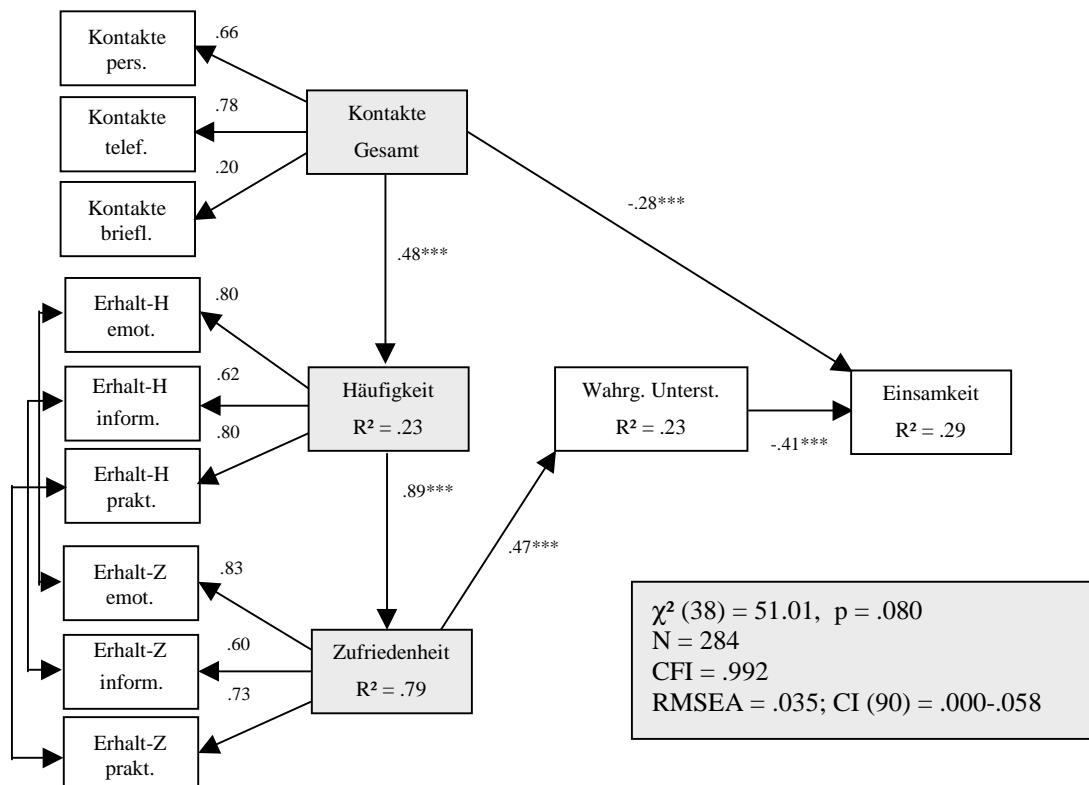 Kontakte
pers.
.66
Kontakte
telef.
.78
Kontakte
Gesamt
.20
Kontakte
briefl.
-.28***
.48***
Erhalt-H
emot.
.80
Erhalt-H
inform.
.62
Häufigkeit
R² = .23
Wahrg. Unterst.
R² = .23
Einsamkeit
R² = .29
.80
-.41***
Erhalt-H
prakt.
.89***
.47***
Erhalt-Z
emot.
.83
Erhalt-Z
inform.
.60
Zufriedenheit
R² = .79
.73
Erhalt-Z
prakt.
χ² (38) = 51.01, p = .080
N = 284
CFI = .992
RMSEA = .035; CI (90) = .000-.058